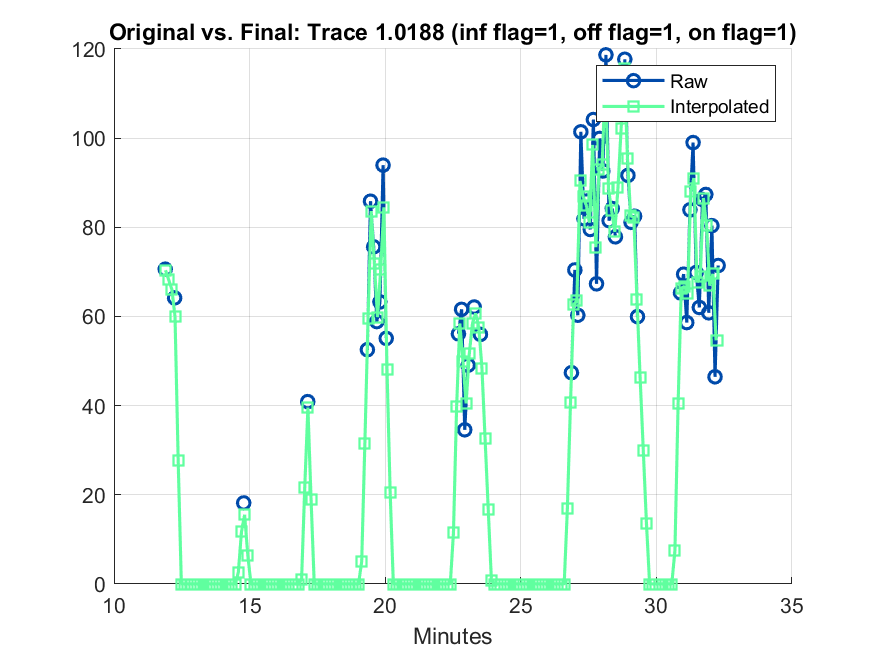 Original vs. Final: Trace 1.0188 (inf flag=1, off flag=1, on flag=1)
120
100
80
60
40
20
0
Raw
Interpolated
10 15 20 25 30 35
Minutes